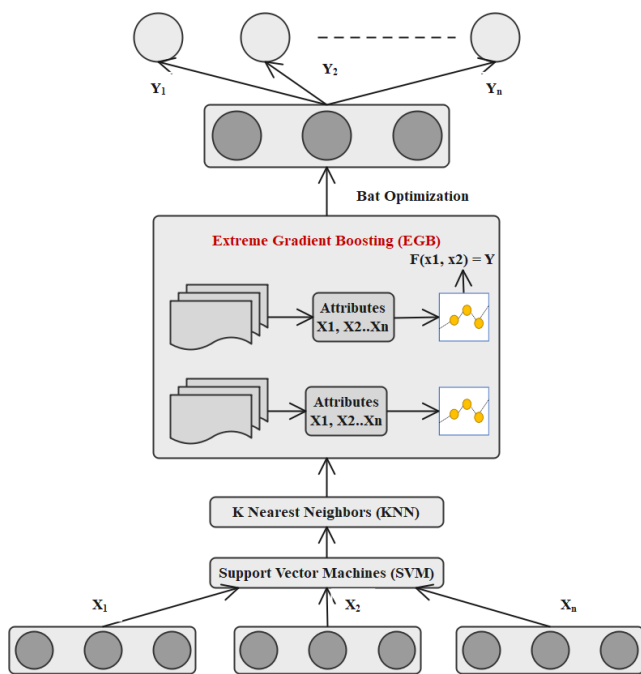 Y1
Y2
Yn
Bat Optimization
Extreme Gradient Boosting (EGB)
F(x1, x2) = Y
Attributes
X1, X2..Xn
Attributes
X1, X2..Xn
K Nearest Neighbors (KNN)
Support Vector Machines (SVM)
X1
X2
Xn